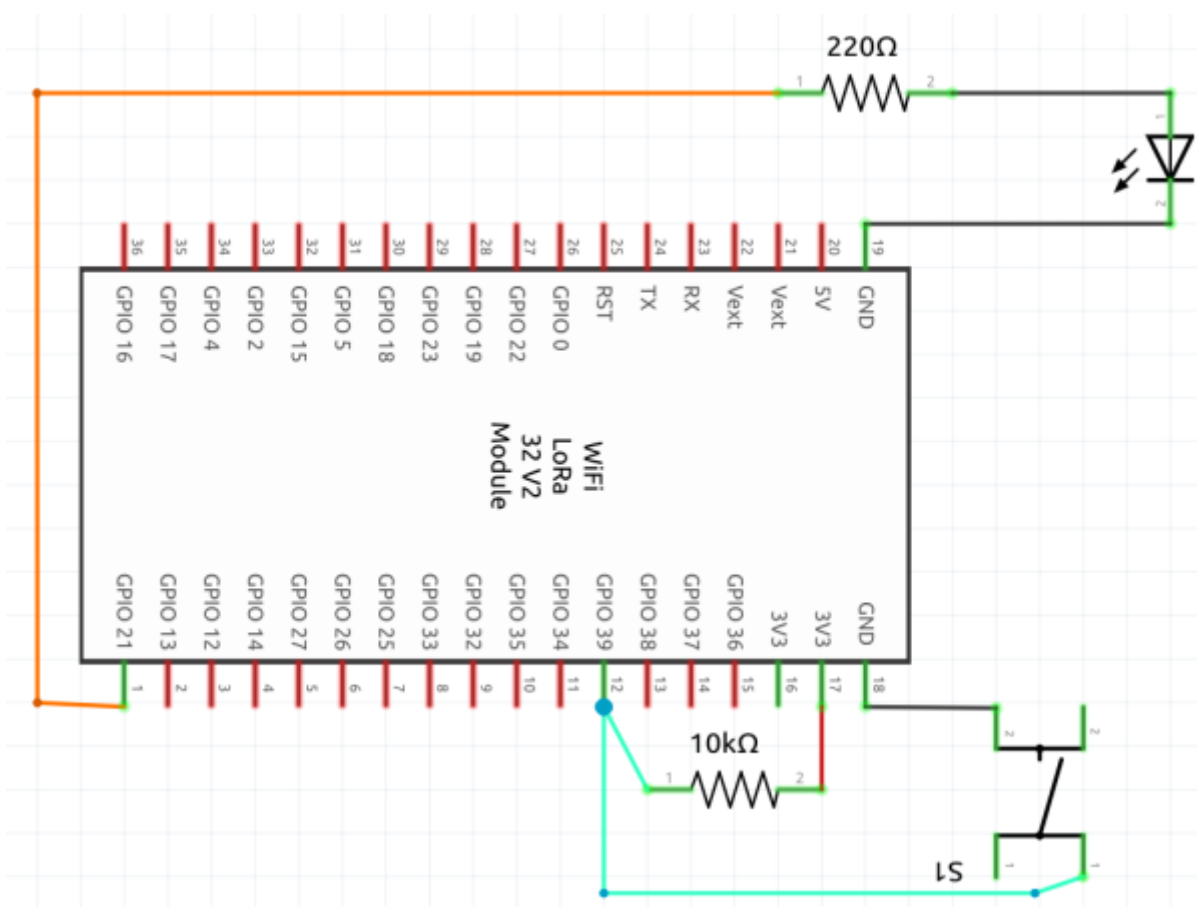 220Ω
1
2
1
2
36
35
34
33
32
31
30
29
28
27
26
25
24
23
22
21
20
19
GPIO 16
GPIO 17
GPIO 4
GPIO 2
GPIO 15
GPIO 5
GPIO 18
GPIO 23
GPIO 19
GPIO 22
GPIO 0
RST
TX
RX
Vext
Vext
5V
GND
WiFi
LoRa
32 V2
Module
GPIO 21
GPIO 13
GPIO 12
GPIO 14
GPIO 27
GPIO 26
GPIO 25
GPIO 33
GPIO 32
GPIO 35
GPIO 34
GPIO 39
GPIO 38
GPIO 37
GPIO 36
3V3
3V3
GND
1
2
3
4
5
6
7
8
9
10
11
12
13
14
15
16
17
18
10kΩ
1
2
2
2
S1
1
1